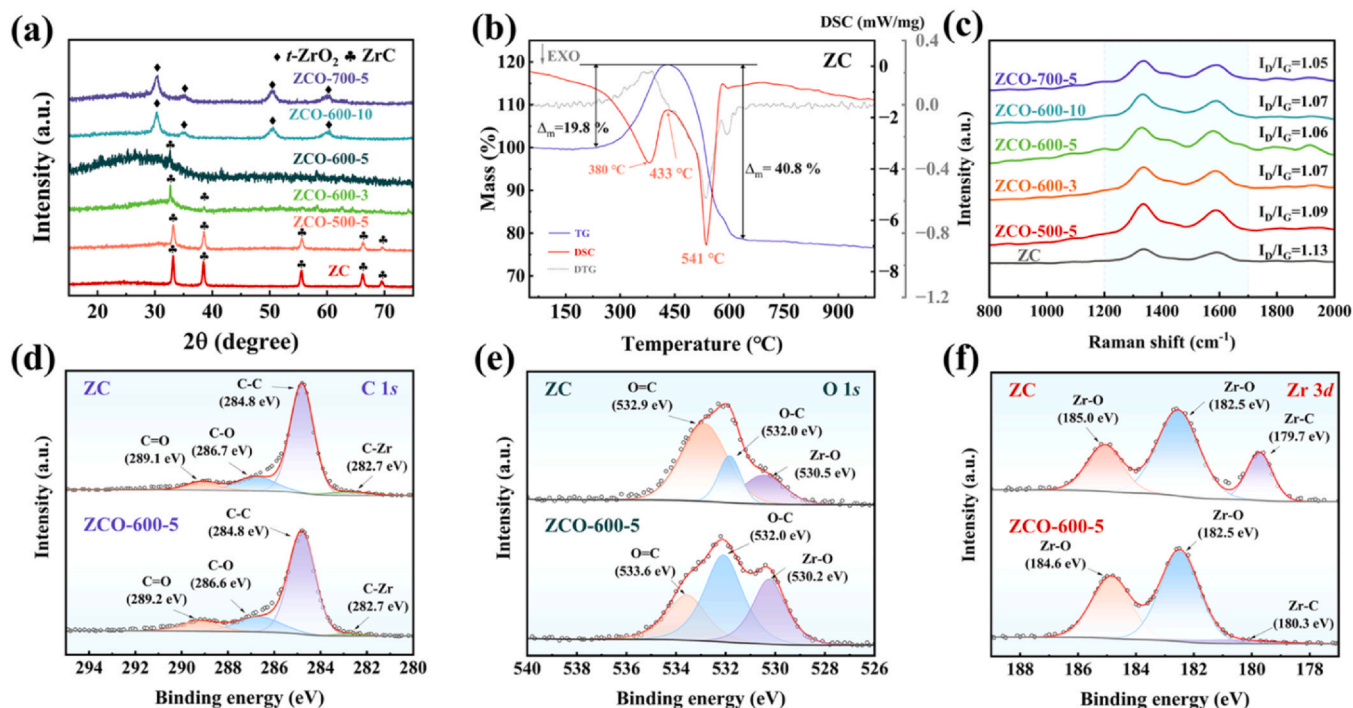 (a)
♦ t-ZrO₂ ♣ ZrC
ZCO-700-5
ZCO-600-10
ZCO-600-5
ZCO-600-3
ZCO-500-5
ZC
Intensity (a.u.)
20 30 40 50 60 70
2θ (degree)
(b)
DSC (mW/mg)
↓EXO
ZC
Δm=19.8 %
380 °C
433 °C
Δm= 40.8 %
541 °C
TG
DSC
DTG
Mass (%)
120
110
100
90
80
70
0
−2
−4
−6
−8
0.4
0.0
−0.4
−0.8
−1.2
150 300 450 600 750 900
Temperature (°C)
(c)
ZCO-700-5
I_D/I_G=1.05
ZCO-600-10
I_D/I_G=1.07
ZCO-600-5
I_D/I_G=1.06
ZCO-600-3
I_D/I_G=1.07
ZCO-500-5
I_D/I_G=1.09
ZC
I_D/I_G=1.13
Intensity (a.u.)
800 1000 1200 1400 1600 1800 2000
Raman shift (cm⁻¹)
(d)
ZC
C 1s
C-C
(284.8 eV)
C=O
(289.1 eV)
C-O
(286.7 eV)
C-Zr
(282.7 eV)
ZCO-600-5
C-C
(284.8 eV)
C=O
(289.2 eV)
C-O
(286.6 eV)
C-Zr
(282.7 eV)
Intensity (a.u.)
294 292 290 288 286 284 282 280
Binding energy (eV)
(e)
ZC
O 1s
O=C
(532.9 eV)
O-C
(532.0 eV)
Zr-O
(530.5 eV)
ZCO-600-5
O=C
(533.6 eV)
O-C
(532.0 eV)
Zr-O
(530.2 eV)
Intensity (a.u.)
540 538 536 534 532 530 528 526
Binding energy (eV)
(f)
ZC
Zr 3d
Zr-O
(185.0 eV)
Zr-O
(182.5 eV)
Zr-C
(179.7 eV)
ZCO-600-5
Zr-O
(184.6 eV)
Zr-O
(182.5 eV)
Zr-C
(180.3 eV)
Intensity (a.u.)
188 186 184 182 180 178
Binding energy (eV)